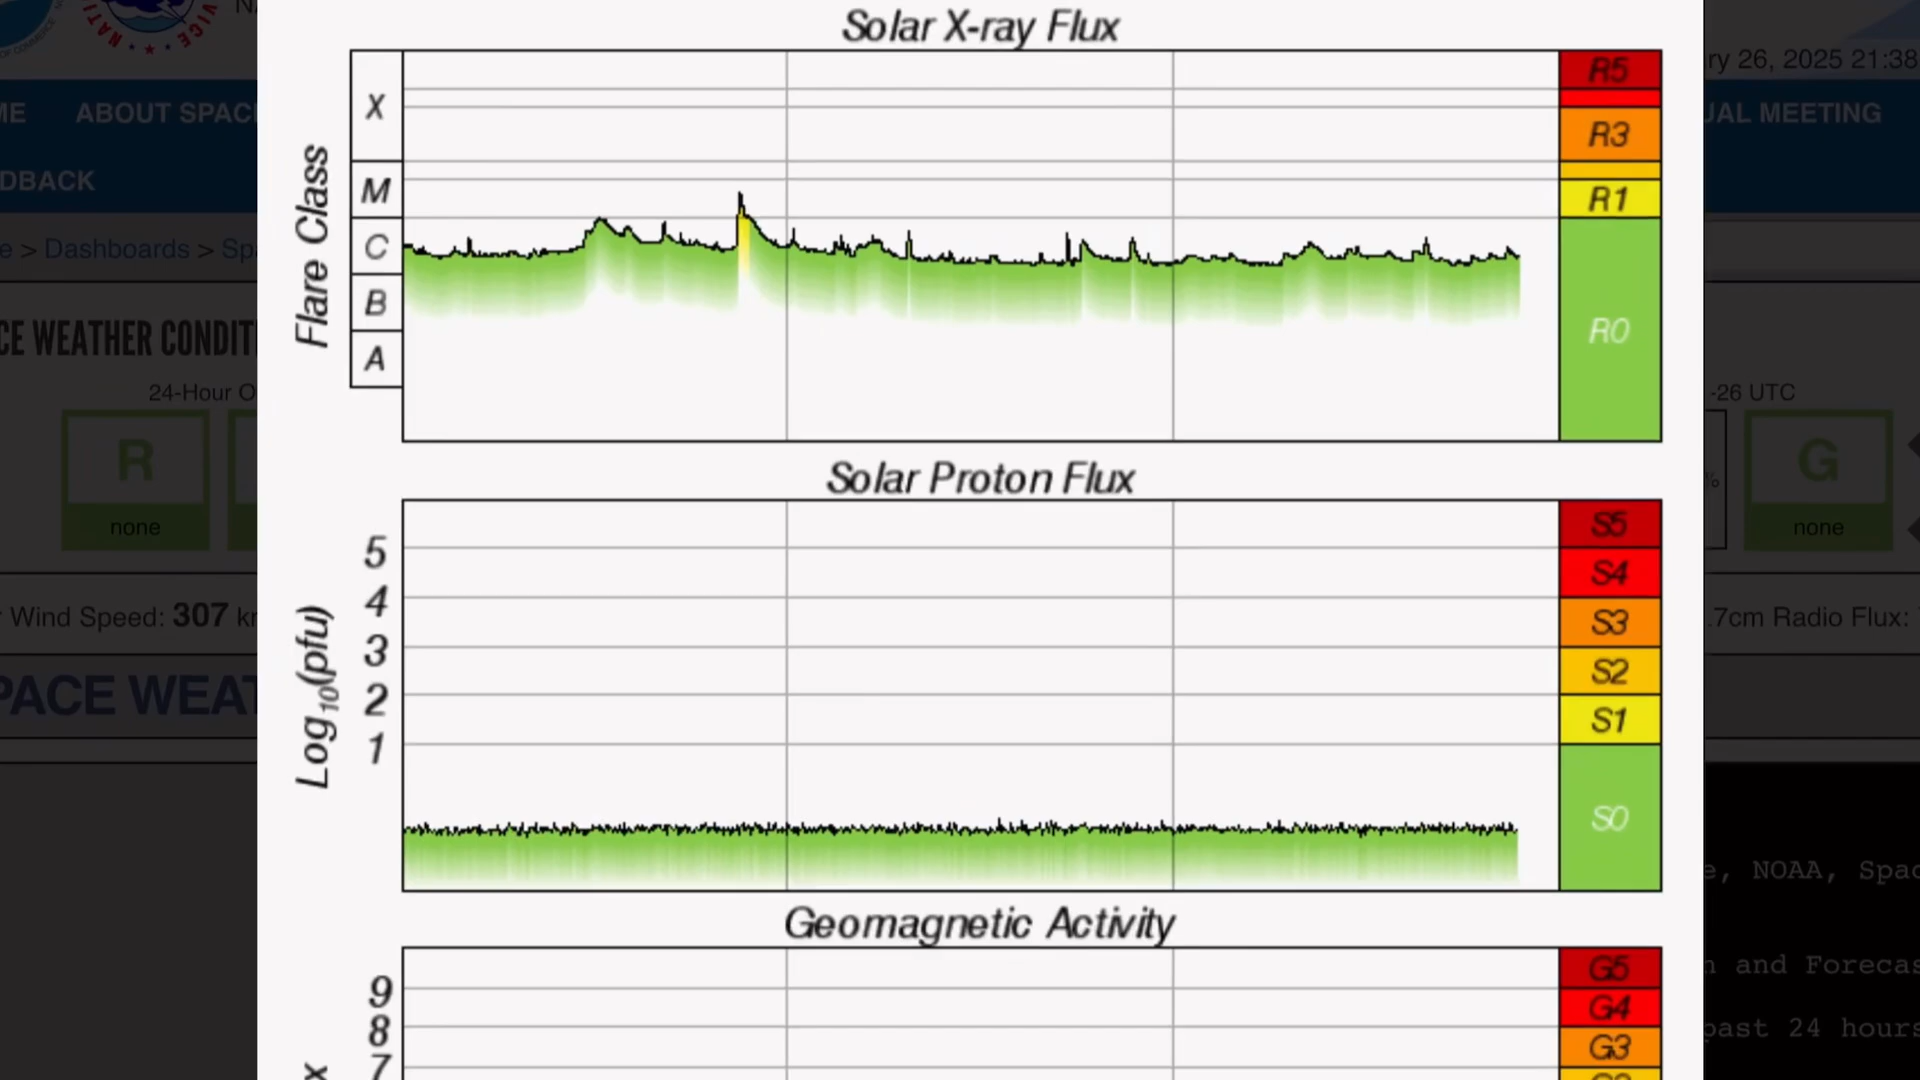 Solar X-ray Flux
ry 26, 2025 21:38
ME ABOUT SPAC
UAL MEETING
DBACK
e > Dashboards > Sp
CE WEATHER CONDIT
24-Hour O
-26 UTC
R
none
G
none
%
Wind Speed: 307 k
.7cm Radio Flux:
PACE WEAT
Flare Class
X
M
C
B
A
R5
R3
R1
R0
Solar Proton Flux
Log10(pfu)
5
4
3
2
1
S5
S4
S3
S2
S1
S0
e, NOAA, Spac
Geomagnetic Activity
n and Forecas
past 24 hours
9
8
7
x
G5
G4
G3